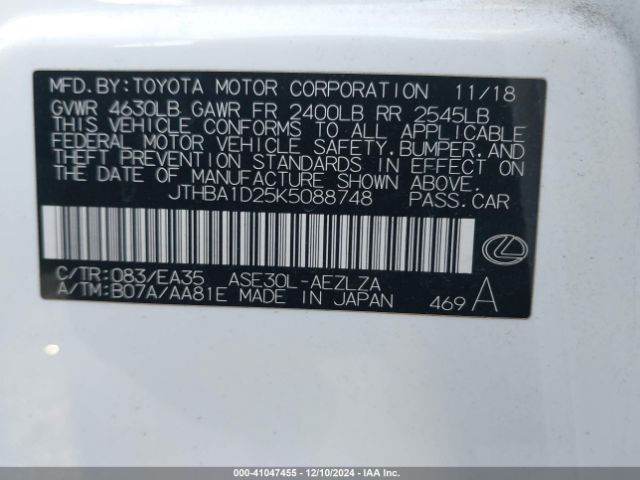 MFD.BY:TOYOTA MOTOR CORPORATION 11/18
GVWR 4630LB GAWR FR 2400LB RR 2545LB
THIS VEHICLE CONFORMS TO ALL APPLICABLE
FEDERAL MOTOR VEHICLE SAFETY,BUMPER,AND
THEFT PREVENTION STANDARDS IN EFFECT ON
THE DATE OF MANUFACTURE SHOWN ABOVE.
JTHBA1D25K5088748 PASS.CAR
C/TR:083/EA35 ASE30L-AEZLZA
A/TM:B07A/AA81E MADE IN JAPAN 469 A
000-41047455 - 12/10/2024 - IAA Inc.